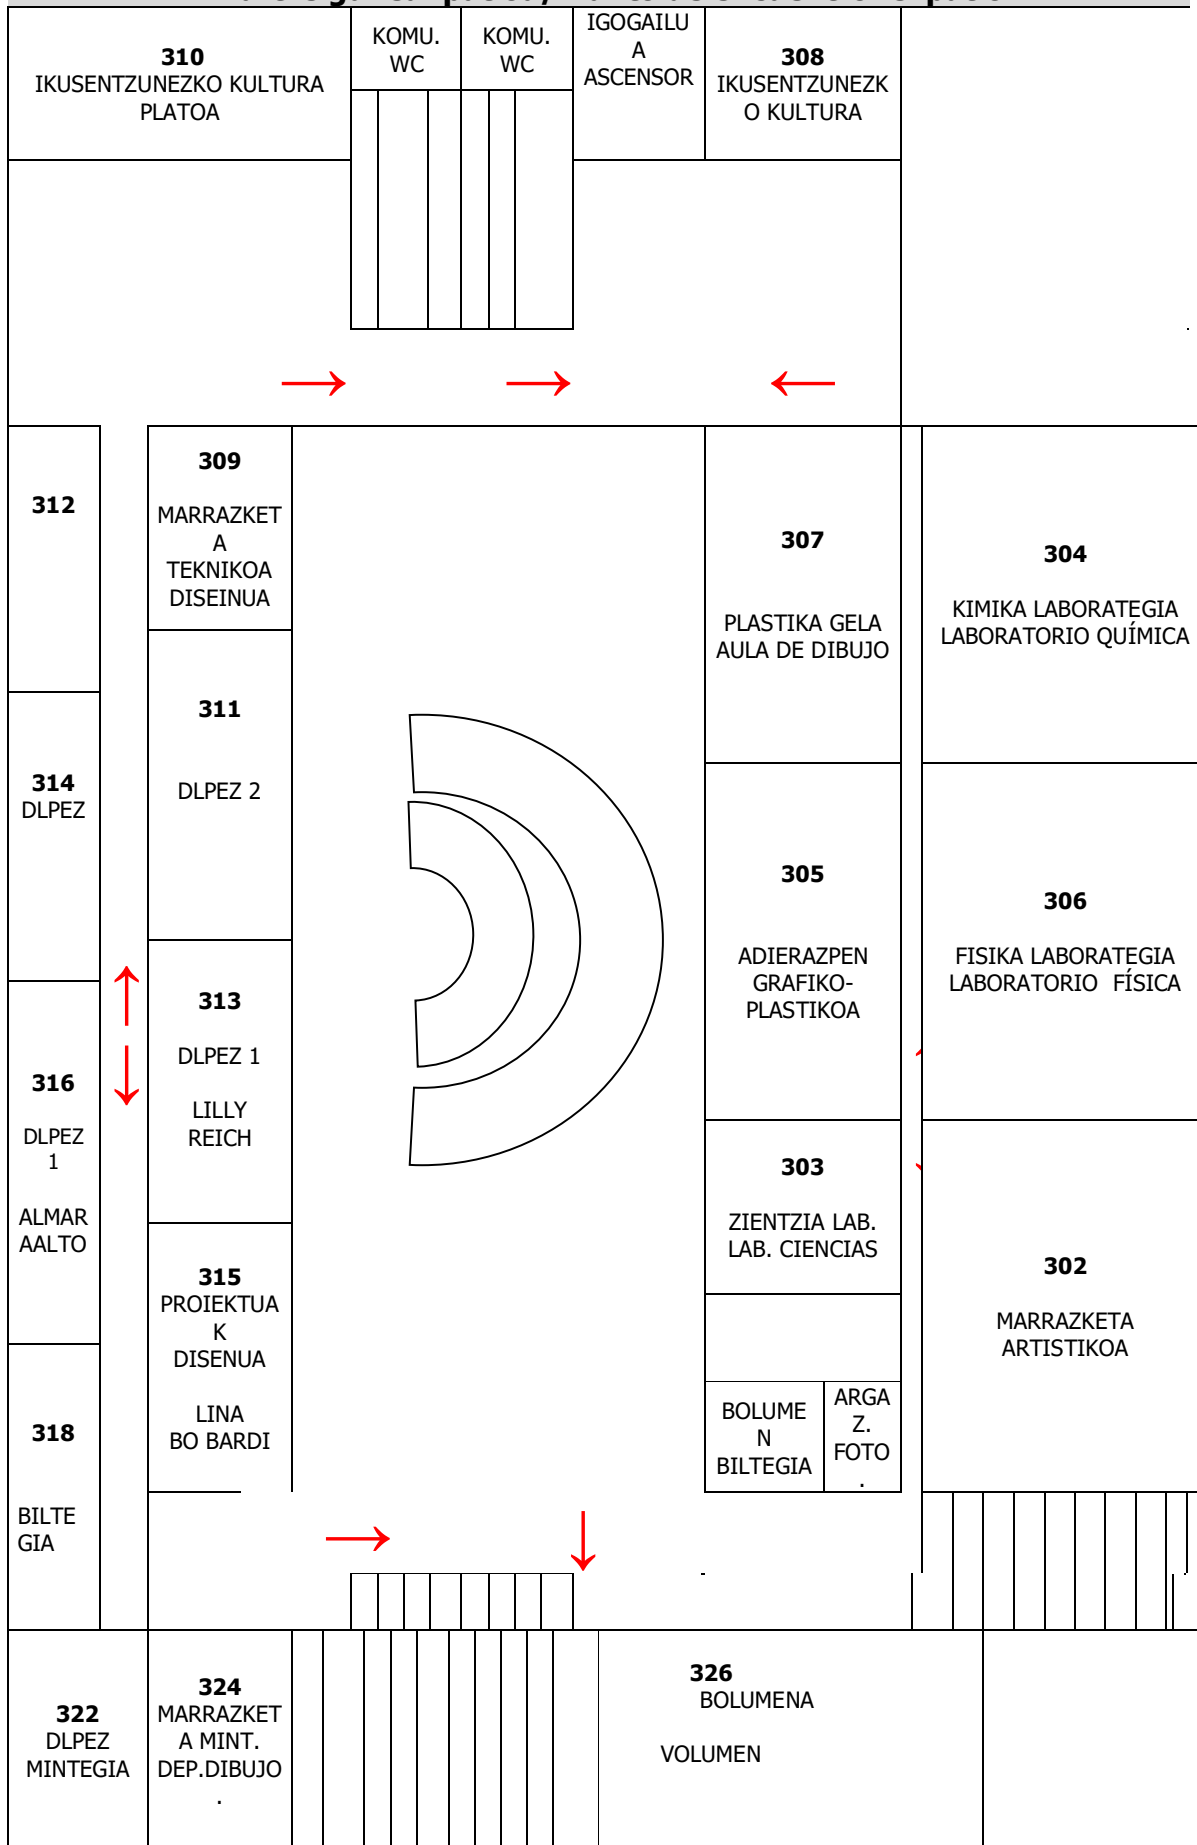 310
IKUSENTZUNEZKO KULTURA
PLATOA
KOMU.
WC
KOMU.
WC
IGOGAILU
A
ASCENSOR
308
IKUSENTZUNEZK
O KULTURA
312
309
MARRAZKET
A
TEKNIKOA
DISEINUA
307
PLASTIKA GELA
AULA DE DIBUJO
304
KIMIKA LABORATEGIA
LABORATORIO QUÍMICA
314
DLPEZ
311
DLPEZ 2
305
ADIERAZPEN
GRAFIKO-
PLASTIKOA
306
FISIKA LABORATEGIA
LABORATORIO FÍSICA
316
DLPEZ
1
ALMAR
AALTO
313
DLPEZ 1
LILLY
REICH
303
ZIENTZIA LAB.
LAB. CIENCIAS
302
MARRAZKETA
ARTISTIKOA
315
PROIEKTUA
K
DISENUA
LINA
BO BARDI
318
BILTE
GIA
BOLUME
N
BILTEGIA
ARGA
Z.
FOTO
.
322
DLPEZ
MINTEGIA
324
MARRAZKET
A MINT.
DEP.DIBUJO
.
326
BOLUMENA
VOLUMEN